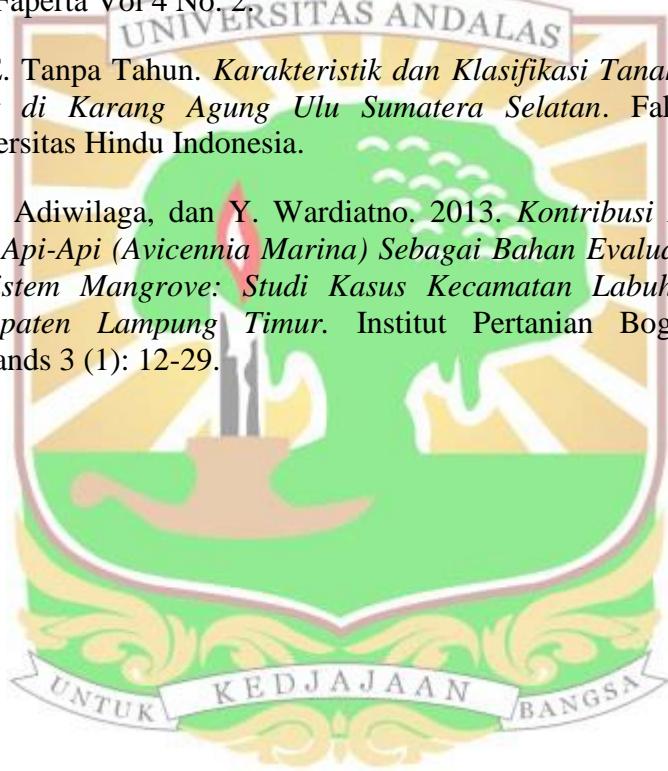 Faperta Vol 4 No. 2.
UNIVERSITAS ANDALAS
E. Tanpa Tahun. Karakteristik dan Klasifikasi Tanah
di Karang Agung Ulu Sumatera Selatan. Fal
ersitas Hindu Indonesia.
Adiwilaga, dan Y. Wardiatno. 2013. Kontribusi
Api-Api (Avicennia Marina) Sebagai Bahan Evalua
istem Mangrove: Studi Kasus Kecamatan Labuh
paten Lampung Timur. Institut Pertanian Bog
ands 3 (1): 12-29.
UNTUK KEDJAJAAN BANGSA